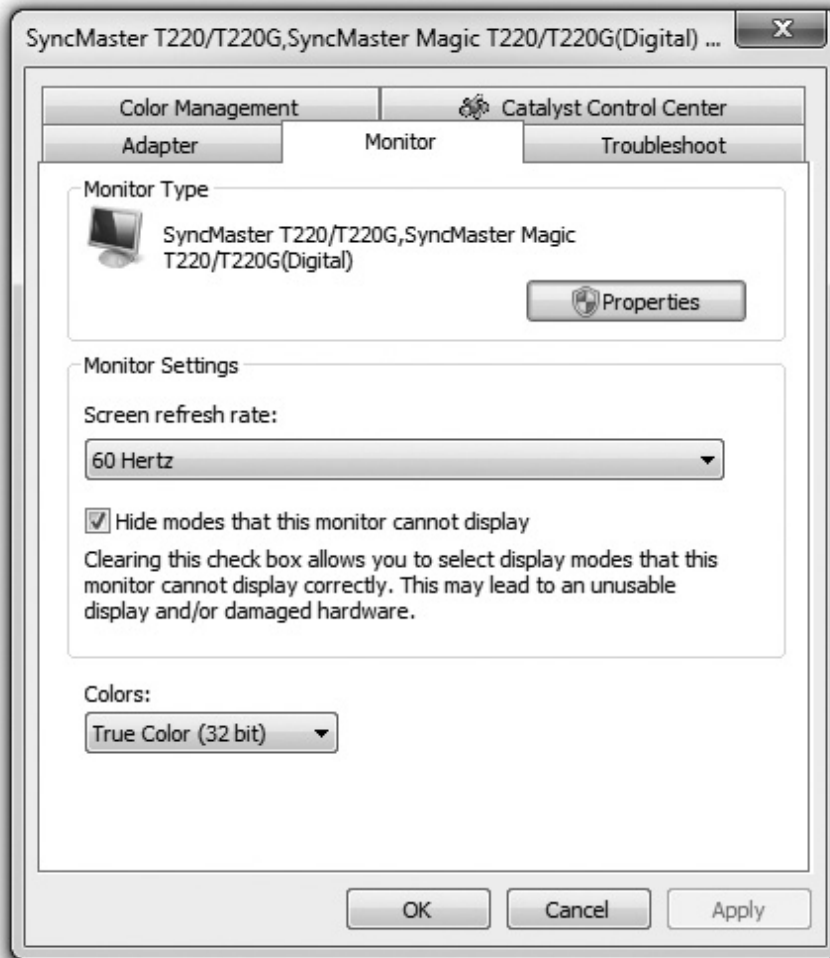 SyncMaster T220/T220G,SyncMaster Magic T220/T220G(Digital) ...
Color Management
Catalyst Control Center
Adapter
Monitor
Troubleshoot
Monitor Type
SyncMaster T220/T220G,SyncMaster Magic
T220/T220G(Digital)
Properties
Monitor Settings
Screen refresh rate:
60 Hertz
Hide modes that this monitor cannot display
Clearing this check box allows you to select display modes that this
monitor cannot display correctly. This may lead to an unusable
display and/or damaged hardware.
Colors:
True Color (32 bit)
OK
Cancel
Apply